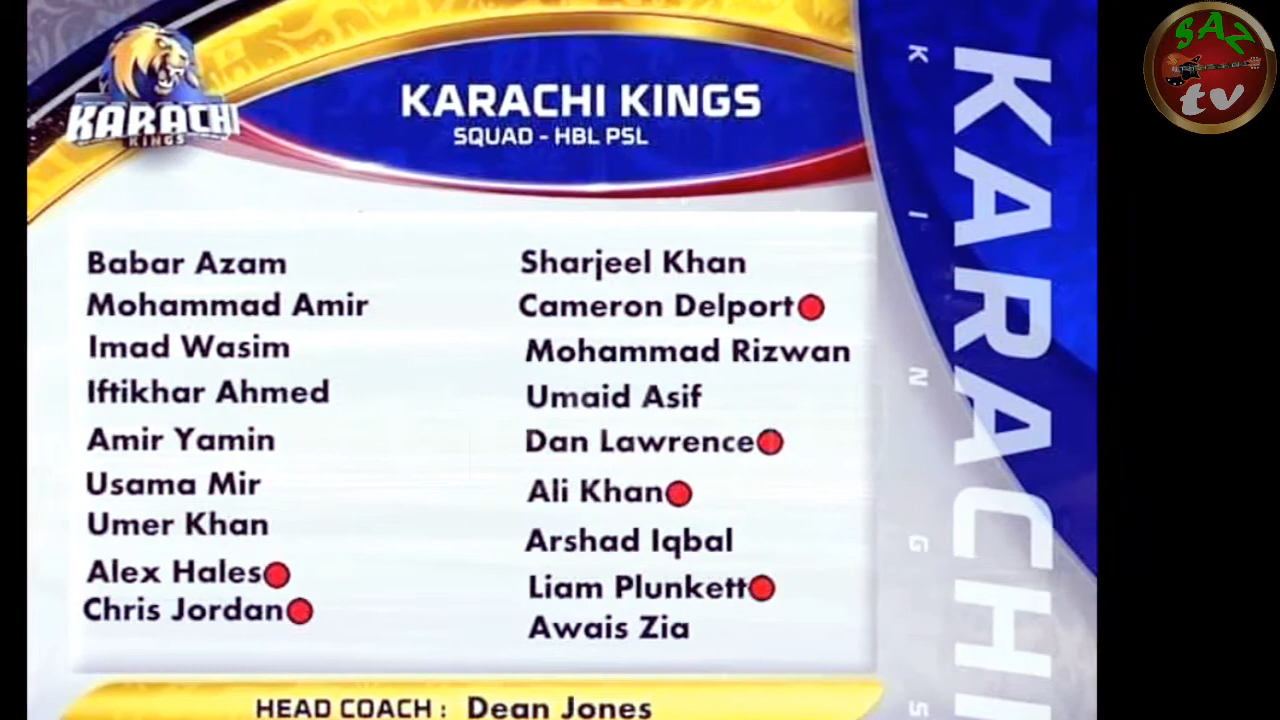 KARACHI
KINGS
KARACHI KINGS
SQUAD - HBL PSL
Babar Azam
Mohammad Amir
Imad Wasim
Iftikhar Ahmed
Amir Yamin
Usama Mir
Umer Khan
Alex Hales
Chris Jordan
Sharjeel Khan
Cameron Delport
Mohammad Rizwan
Umaid Asif
Dan Lawrence
Ali Khan
Arshad Iqbal
Liam Plunkett
Awais Zia
HEAD COACH : Dean Jones
KINGS
KARACHI
SAZ
tv